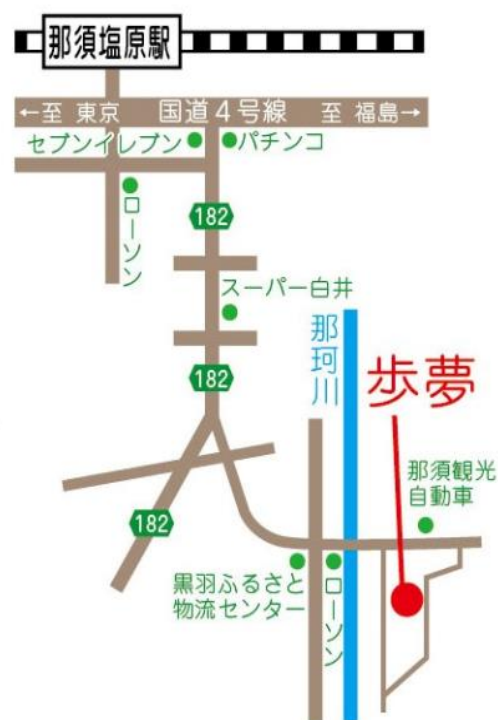 那須塩原駅
←至 東京 国道4号線 至 福島→
セブンイレブン パチンコ
ローソン
182
スーパー白井
那珂川
182
歩夢
那須観光
自動車
182
黒羽ふるさと
物流センター
ローソン